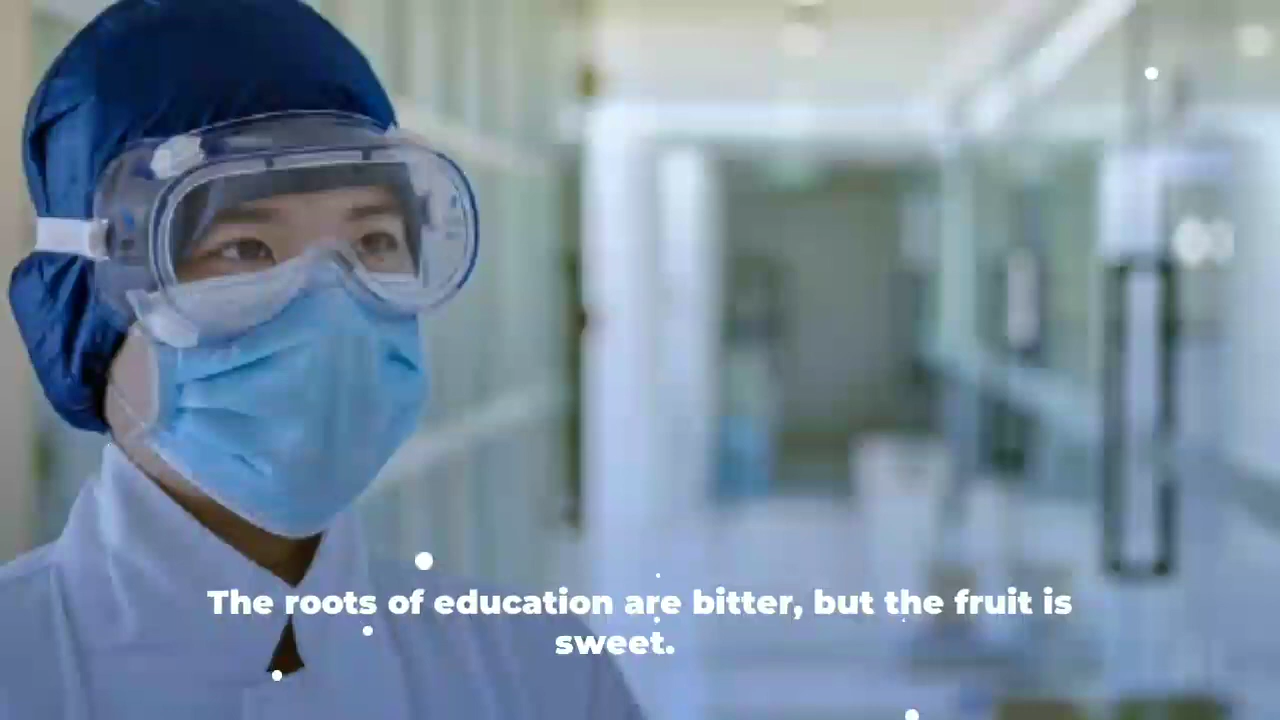 The roots of education are bitter, but the fruit is
sweet.